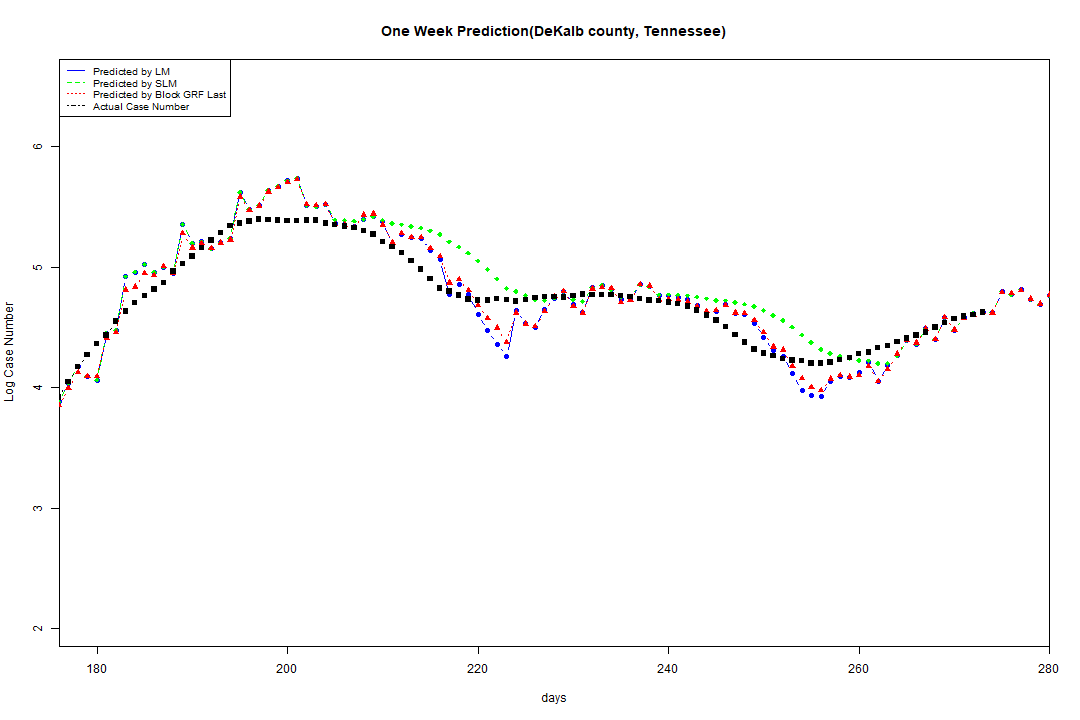 One Week Prediction(DeKalb county, Tennessee)
Predicted by LM
Predicted by SLM
Predicted by Block GRF Last
Actual Case Number
6
5
4
3
2
Log Case Number
180 200 220 240 260 280
days